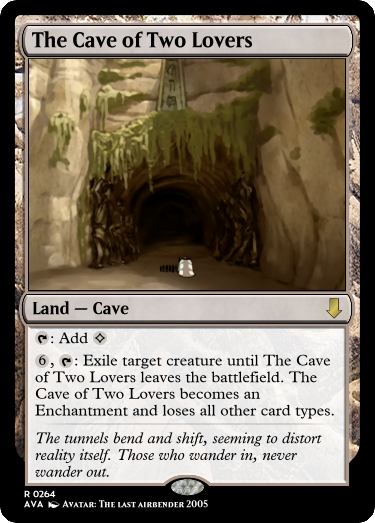 The Cave of Two Lovers
Land — Cave
: Add
6, : Exile target creature until The Cave
of Two Lovers leaves the battlefield. The
Cave of Two Lovers becomes an
Enchantment and loses all other card types.
The tunnels bend and shift, seeming to distort
reality itself. Those who wander in, never
wander out.
R 0264
AVA Avatar: The last airbender 2005